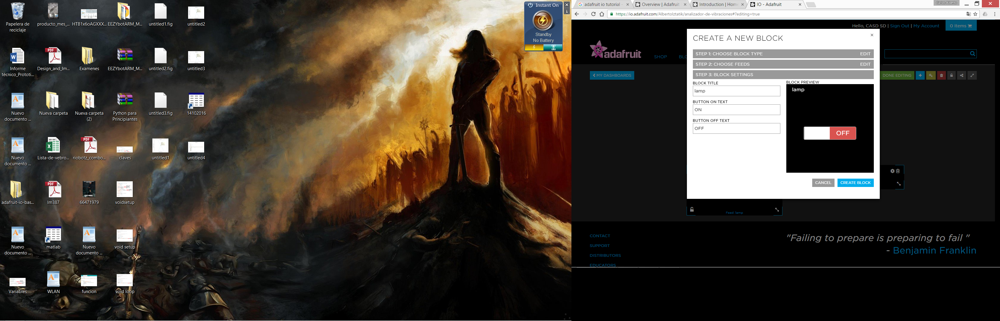 Papelera de
reciclaje
producto_mes_...
HTB1x6oAGXXX...
EEZYbotARM_M...
untitled1.fig
untitled2
Informe
técnico_Prototi...
Design_and_Im...
Examenes
EEZYbotARM_M...
untitled2.fig
untitled3
Nuevo
documento ...
Nueva carpeta
Nueva carpeta
(2)
Python para
Principiantes
untitled3.fig
14102016
Nuevo
documento ...
Lista-de-vebro...
riobotz_combo...
claves
untitled1
untitled4
adafruit-io-bas...
lm387
66471979
voidsetup
Nuevo
documento ...
matlab
Nuevo
documento ...
void setup
Variables
WLAN
funcion
void loop
Instant On
Standby
No Battery
adafruit io tutorial -
Overview | Adafruit
Introduction | Hom
IO - Adafruit
Carlos Alberto
https://io.adafruit.com/Albertolztatik/analizador-de-vibraciones#?editing=true
Hello, CASD SD | Sign Out | My Account
0 Items
adafruit
SHOP
BLO
MY DASHBOARDS
DONE EDITING
CREATE A NEW BLOCK
STEP 1: CHOOSE BLOCK TYPE EDIT
STEP 2: CHOOSE FEEDS EDIT
STEP 3: BLOCK SETTINGS
BLOCK TITLE
lamp
BUTTON ON TEXT
ON
BUTTON OFF TEXT
OFF
BLOCK PREVIEW
lamp
OFF
CANCEL
CREATE BLOCK
Feed: lamp
CONTACT
SUPPORT
DISTRIBUTORS
EDUCATORS
"Failing to prepare is preparing to fail "
- Benjamin Franklin